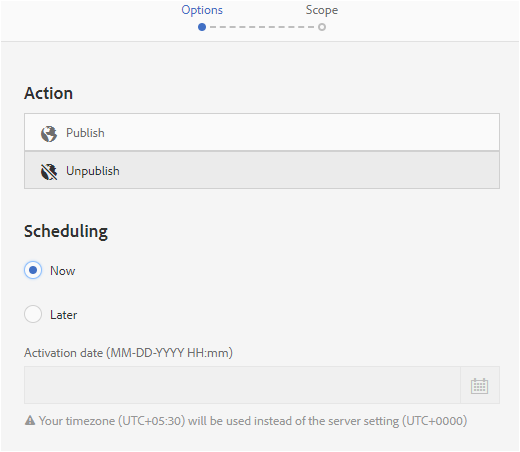 Options Scope
Action
Publish
Unpublish
Scheduling
Now
Later
Activation date (MM-DD-YYYY HH:mm)
Your timezone (UTC+05:30) will be used instead of the server setting (UTC+0000)